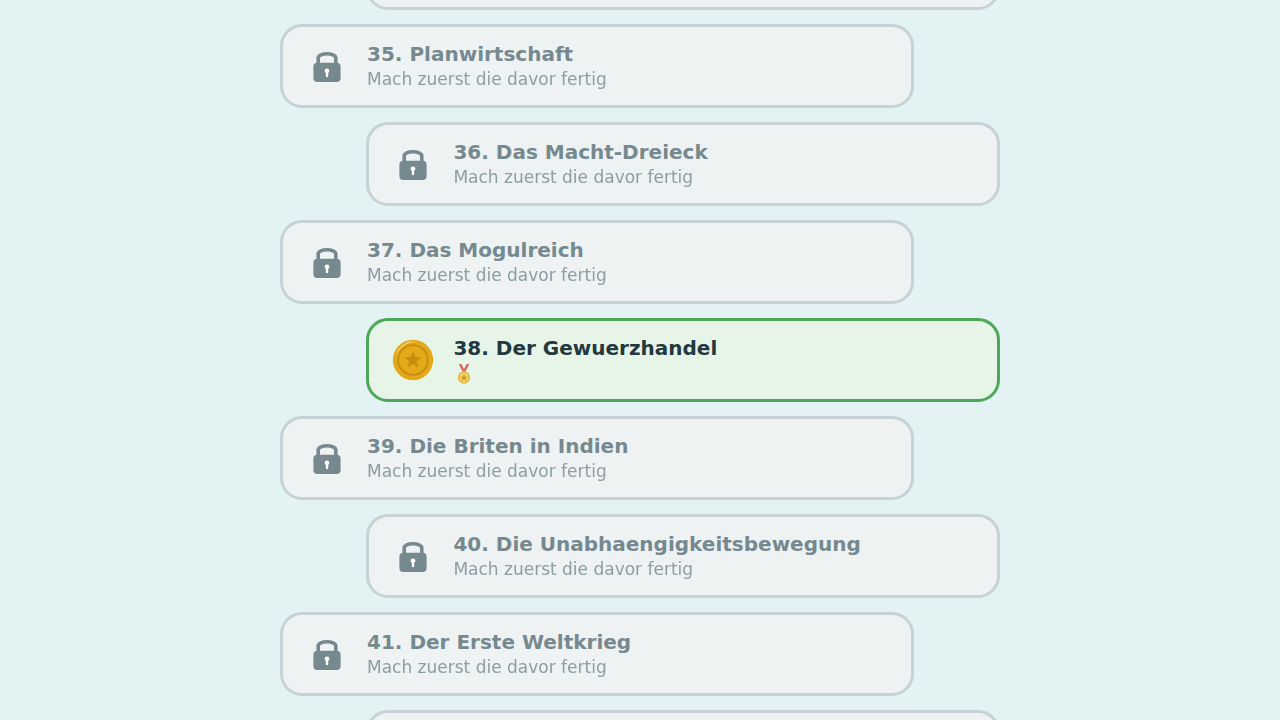 35. Planwirtschaft
Mach zuerst die davor fertig
36. Das Macht-Dreieck
Mach zuerst die davor fertig
37. Das Mogulreich
Mach zuerst die davor fertig
38. Der Gewuerzhandel
39. Die Briten in Indien
Mach zuerst die davor fertig
40. Die Unabhaengigkeitsbewegung
Mach zuerst die davor fertig
41. Der Erste Weltkrieg
Mach zuerst die davor fertig